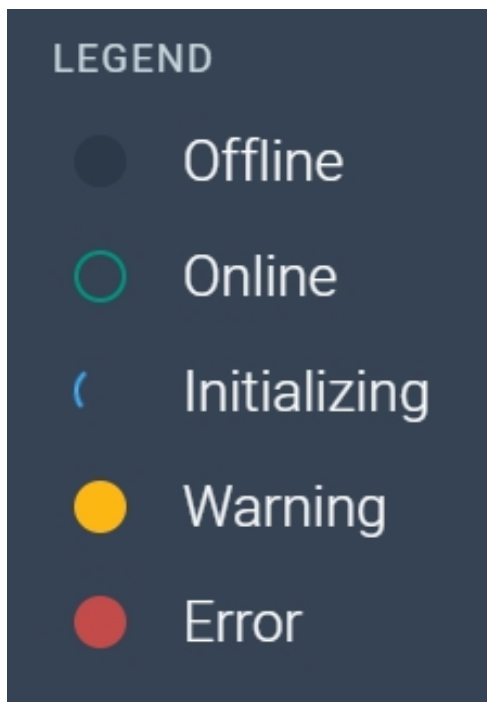 LEGEND
Offline
Online
Initializing
Warning
Error